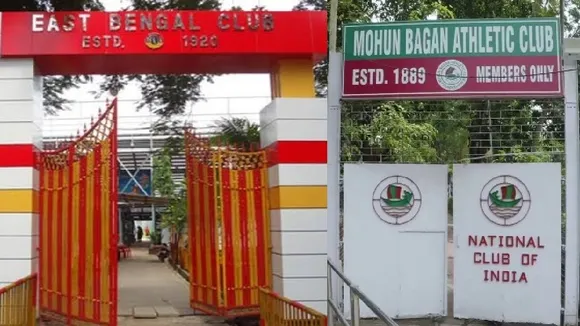 EAST BENGAL CLUB
ESTD. 1920
MOHUN BAGAN ATHLETIC CLUB
ESTD. 1889 MEMBERS ONLY
NATIONAL
CLUB OF
INDIA